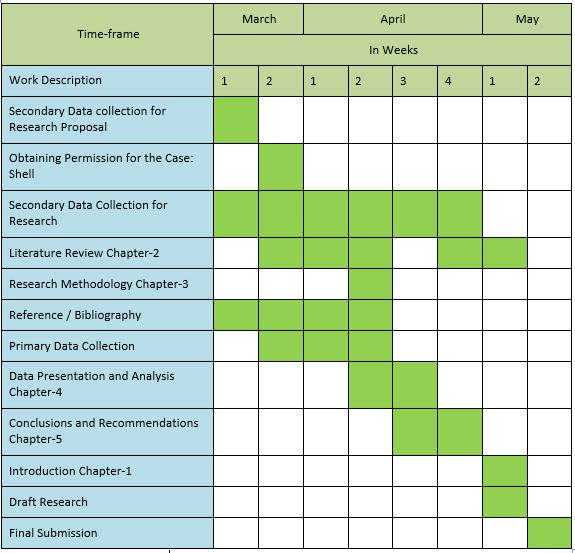 Time-frame
March
April
May
In Weeks
Work Description
1
2
1
2
3
4
1
2
Secondary Data collection for
Research Proposal
Obtaining Permission for the Case:
Shell
Secondary Data Collection for
Research
Literature Review Chapter-2
Research Methodology Chapter-3
Reference / Bibliography
Primary Data Collection
Data Presentation and Analysis
Chapter-4
Conclusions and Recommendations
Chapter-5
Introduction Chapter-1
Draft Research
Final Submission